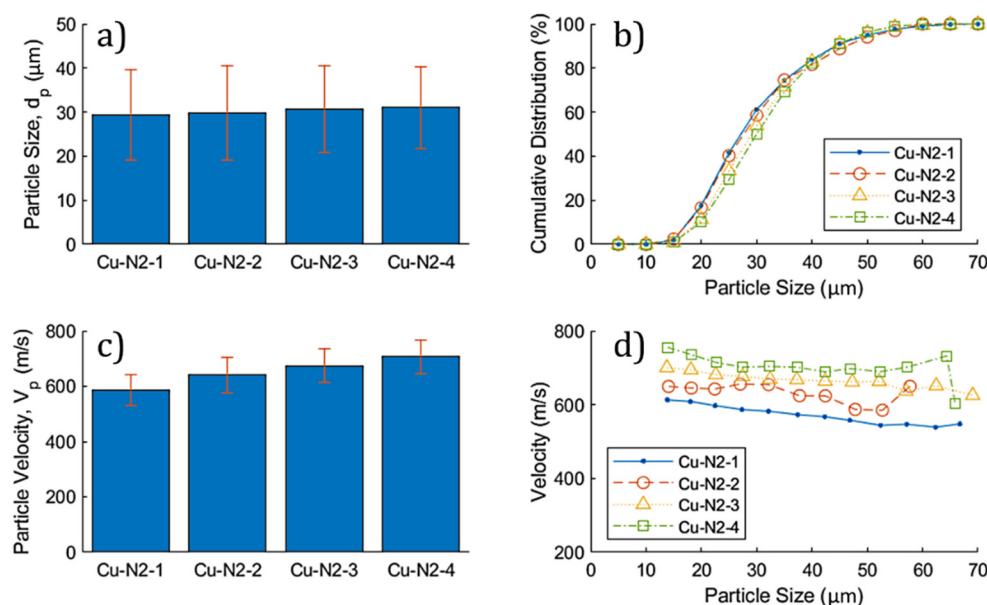 a)
Particle Size, dp (μm)
50
40
30
20
10
0
Cu-N2-1 Cu-N2-2 Cu-N2-3 Cu-N2-4
b)
Cumulative Distribution (%)
100
80
60
40
20
0
Cu-N2-1
Cu-N2-2
Cu-N2-3
Cu-N2-4
0 10 20 30 40 50 60 70
Particle Size (μm)
c)
Particle Velocity, Vp (m/s)
800
600
400
200
0
Cu-N2-1 Cu-N2-2 Cu-N2-3 Cu-N2-4
d)
Velocity (m/s)
800
600
400
200
Cu-N2-1
Cu-N2-2
Cu-N2-3
Cu-N2-4
0 10 20 30 40 50 60 70
Particle Size (μm)